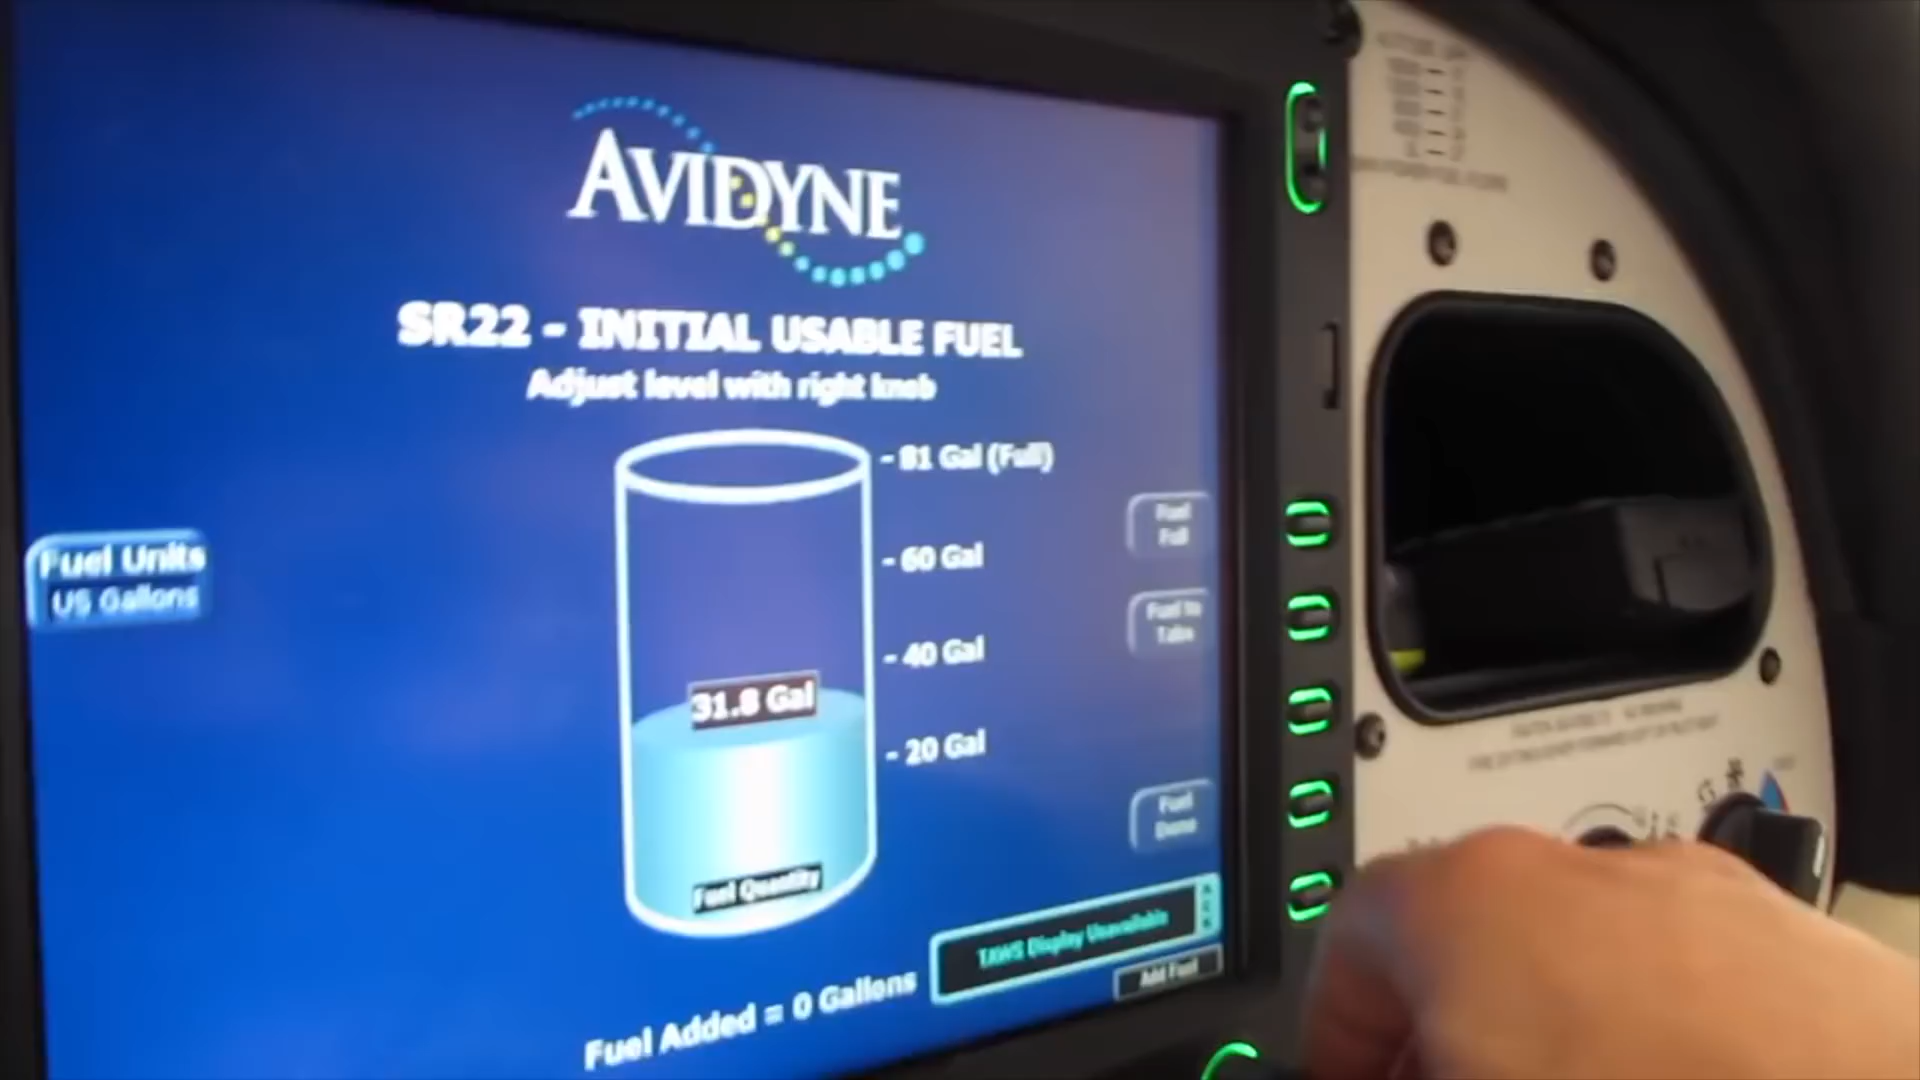 AVIDYNE
SR22 - INITIAL USABLE FUEL
Adjust level with right knob
- 81 Gal (Full)
Fuel
Full
Fuel Units
US Gallons
- 60 Gal
Fuel to
Tabs
- 40 Gal
31.8 Gal
- 20 Gal
Fuel
Done
Fuel Quantity
TAWS Display Unavailable
ACK
Add Fuel
Fuel Added = 0 Gallons